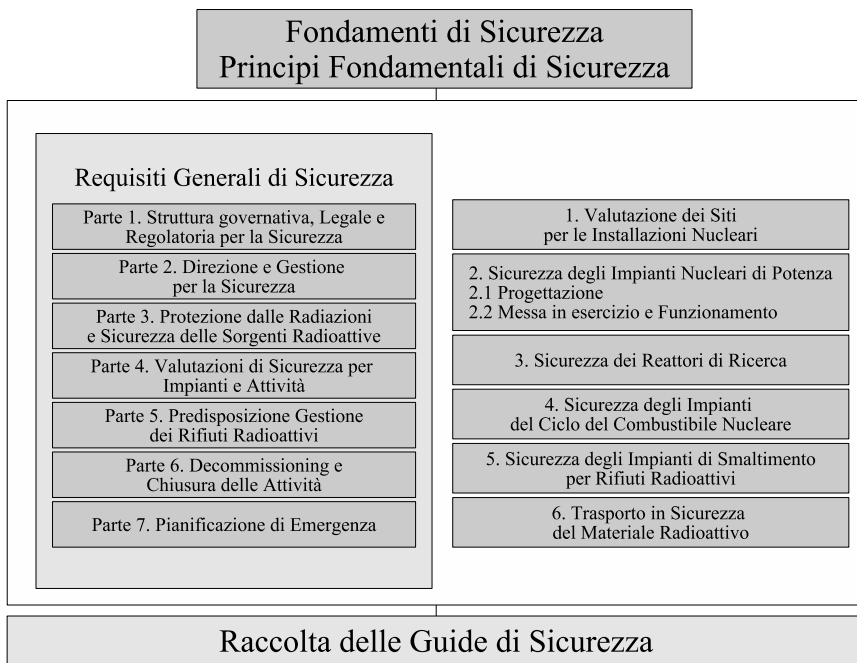 Fondamenti di Sicurezza
Principi Fondamentali di Sicurezza
Requisiti Generali di Sicurezza
Parte 1. Struttura governativa, Legale e
Regolatoria per la Sicurezza
Parte 2. Direzione e Gestione
per la Sicurezza
Parte 3. Protezione dalle Radiazioni
e Sicurezza delle Sorgenti Radioattive
Parte 4. Valutazioni di Sicurezza per
Impianti e Attività
Parte 5. Predisposizione Gestione
dei Rifiuti Radioattivi
Parte 6. Decommissioning e
Chiusura delle Attività
Parte 7. Pianificazione di Emergenza
1. Valutazione dei Siti
per le Installazioni Nucleari
2. Sicurezza degli Impianti Nucleari di Potenza
2.1 Progettazione
2.2 Messa in esercizio e Funzionamento
3. Sicurezza dei Reattori di Ricerca
4. Sicurezza degli Impianti
del Ciclo del Combustibile Nucleare
5. Sicurezza degli Impianti di Smaltimento
per Rifiuti Radioattivi
6. Trasporto in Sicurezza
del Materiale Radioattivo
Raccolta delle Guide di Sicurezza